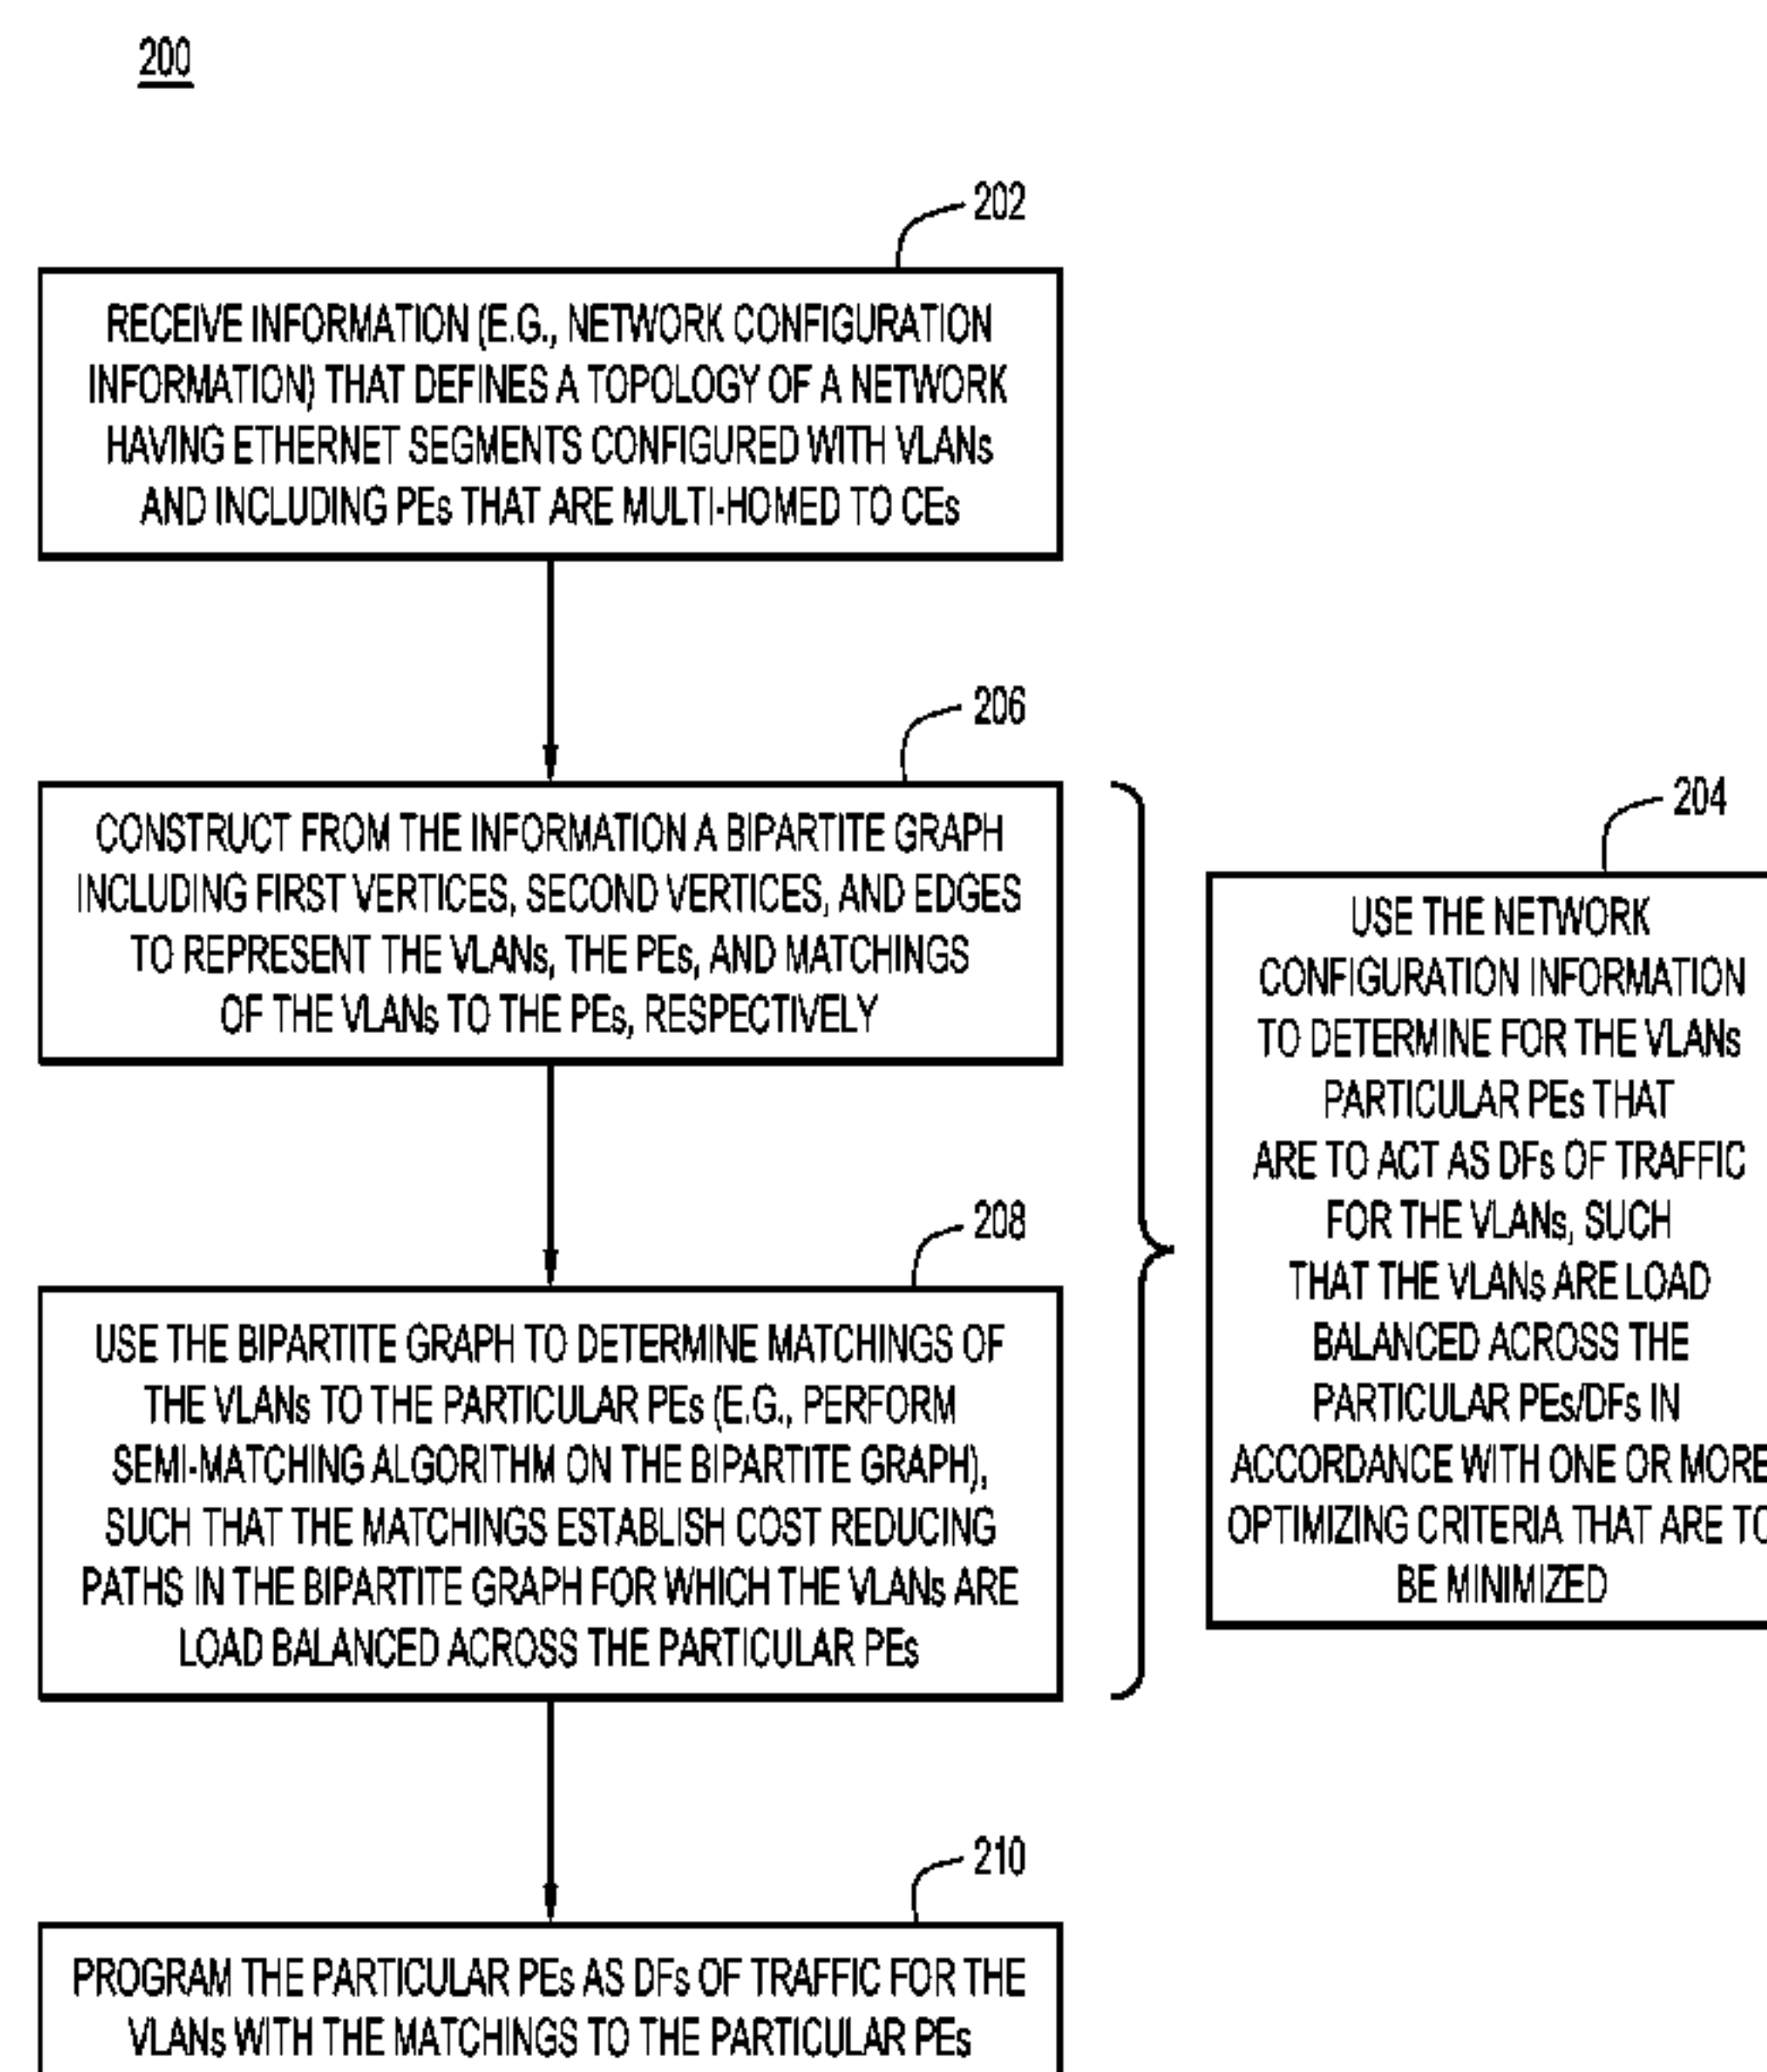 200
202
RECEIVE INFORMATION (E.G., NETWORK CONFIGURATION
INFORMATION) THAT DEFINES A TOPOLOGY OF A NETWORK
HAVING ETHERNET SEGMENTS CONFIGURED WITH VLANs
AND INCLUDING PEs THAT ARE MULTI-HOMED TO CEs
206
CONSTRUCT FROM THE INFORMATION A BIPARTITE GRAPH
INCLUDING FIRST VERTICES, SECOND VERTICES, AND EDGES
TO REPRESENT THE VLANs, THE PEs, AND MATCHINGS
OF THE VLANs TO THE PEs, RESPECTIVELY
204
USE THE NETWORK
CONFIGURATION INFORMATION
TO DETERMINE FOR THE VLANs
PARTICULAR PEs THAT
ARE TO ACT AS DFs OF TRAFFIC
FOR THE VLANs, SUCH
THAT THE VLANs ARE LOAD
BALANCED ACROSS THE
PARTICULAR PEs/DFs IN
ACCORDANCE WITH ONE OR MORE
OPTIMIZING CRITERIA THAT ARE TO
BE MINIMIZED
208
USE THE BIPARTITE GRAPH TO DETERMINE MATCHINGS OF
THE VLANs TO THE PARTICULAR PEs (E.G., PERFORM
SEMI-MATCHING ALGORITHM ON THE BIPARTITE GRAPH),
SUCH THAT THE MATCHINGS ESTABLISH COST REDUCING
PATHS IN THE BIPARTITE GRAPH FOR WHICH THE VLANs ARE
LOAD BALANCED ACROSS THE PARTICULAR PEs
210
PROGRAM THE PARTICULAR PEs AS DFs OF TRAFFIC FOR THE
VLANs WITH THE MATCHINGS TO THE PARTICULAR PEs